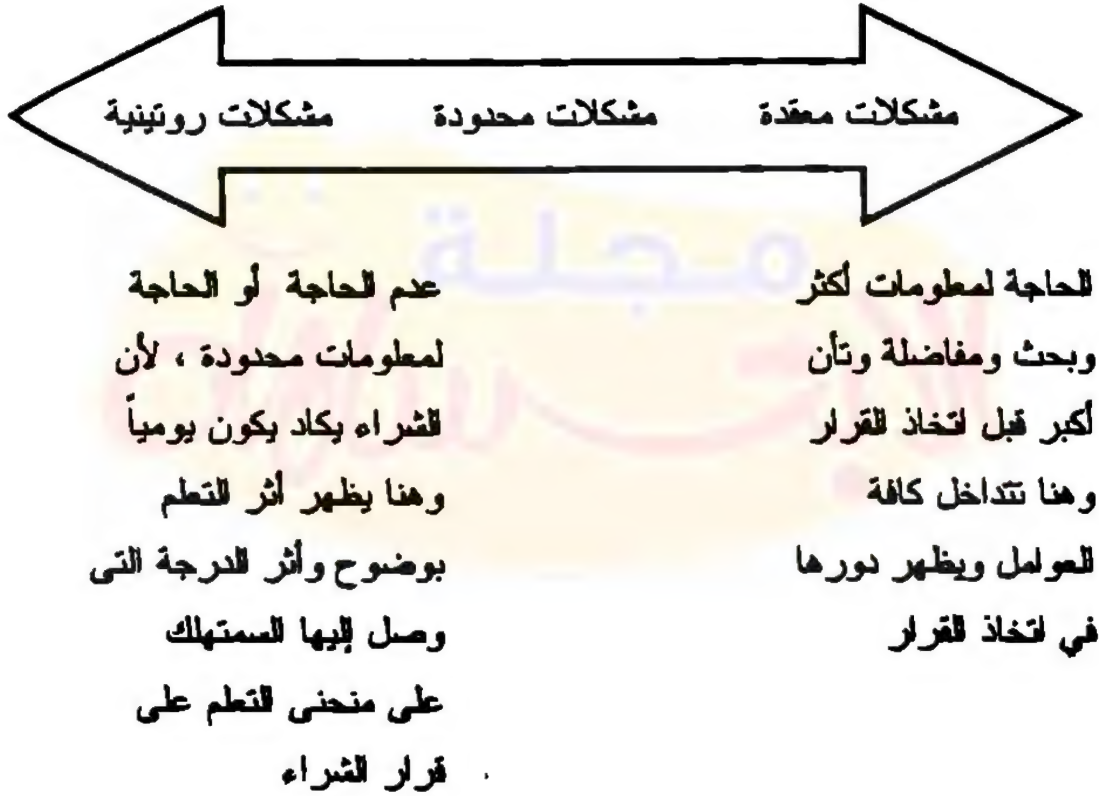 مشكلات معقدة مشكلات محدودة مشكلات روتينية
الحاجة لمعلومات أكثر
وبحث ومفاضلة وتأن
أكبر قبل اتخاذ القرار
وهنا تتداخل كافة
العوامل ويظهر دورها
في اتخاذ القرار
عدم الحاجة أو الحاجة
لمعلومات محدودة ، لأن
الشراء يكاد يكون يومياً
وهنا يظهر أثر التعلم
بوضوح وأثر الدرجة التى
وصل إليها السمتهلك
على منحنى التعلم على
قرار الشراء
مجلة